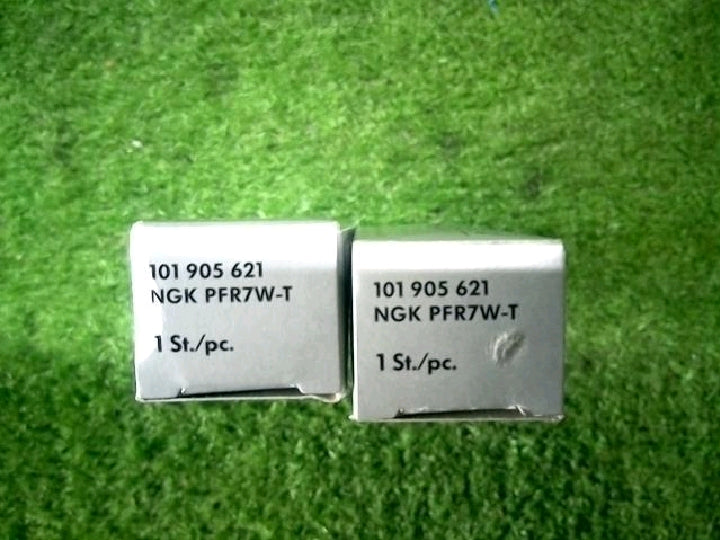 101 905 621
NGK PFR7W-T
1 St./pc.
101 905 621
NGK PFR7W-T
1 St./pc.